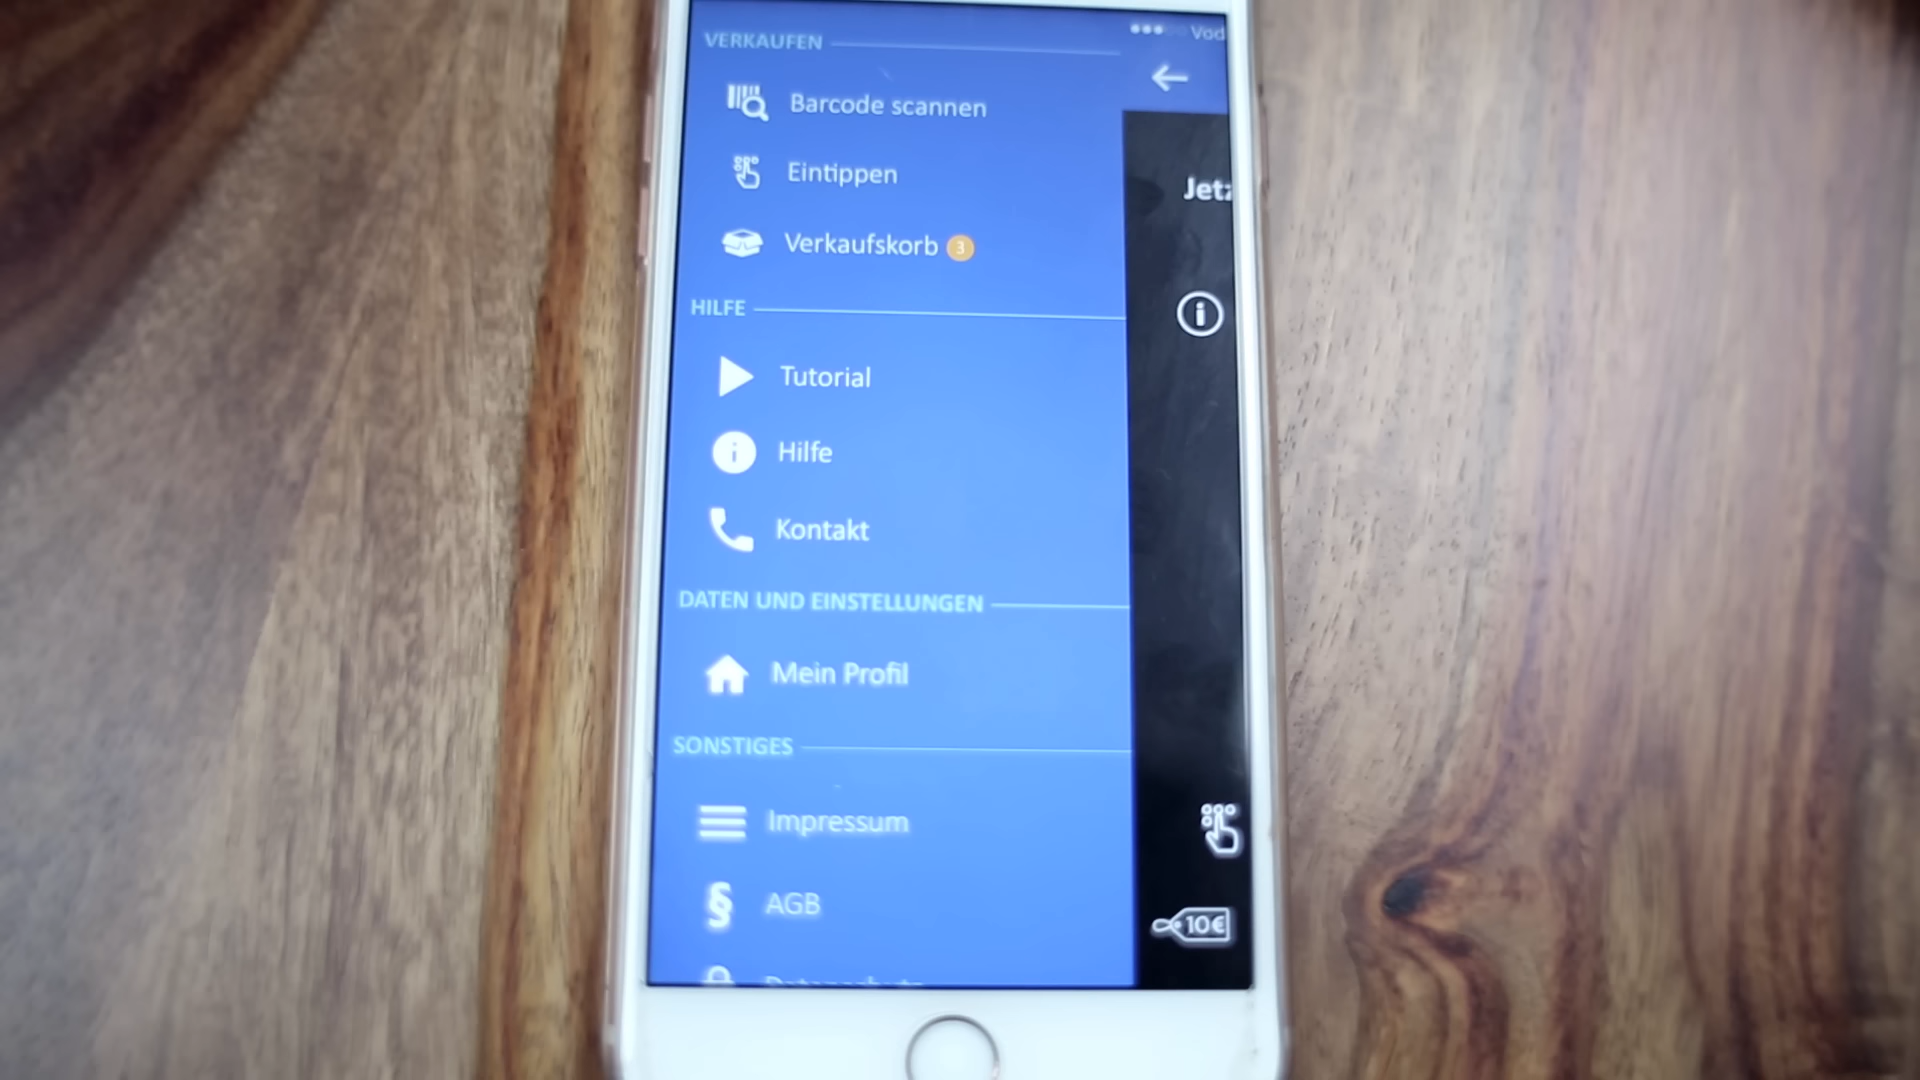 VERKAUFEN
Barcode scannen
Eintippen
Verkaufskorb 3
HILFE
Tutorial
Hilfe
Kontakt
DATEN UND EINSTELLUNGEN
Mein Profil
SONSTIGES
Impressum
AGB
Vod
Jetz
10€